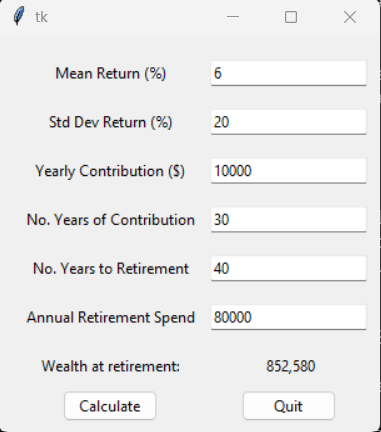 tk
Mean Return (%) 6
Std Dev Return (%) 20
Yearly Contribution ($) 10000
No. Years of Contribution 30
No. Years to Retirement 40
Annual Retirement Spend 80000
Wealth at retirement: 852,580
Calculate Quit